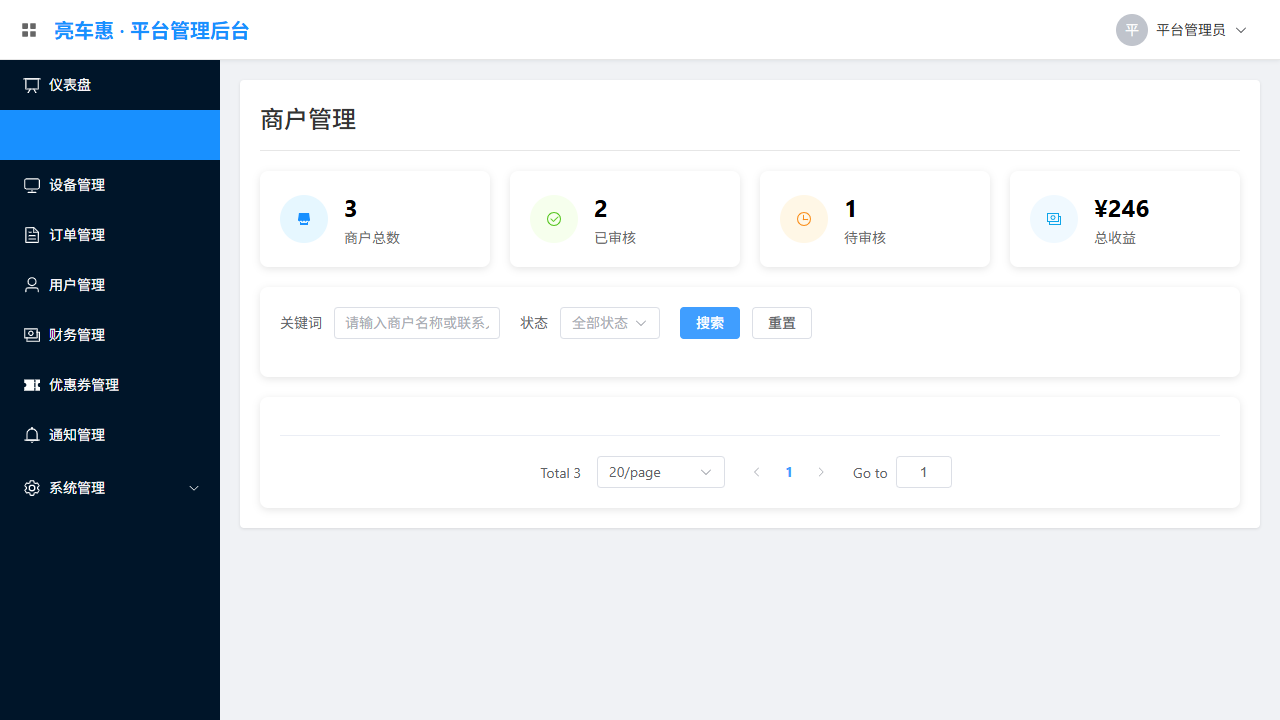 亮车惠 · 平台管理后台
平
平台管理员
仪表盘
设备管理
订单管理
用户管理
财务管理
优惠券管理
通知管理
系统管理
商户管理
3
商户总数
2
已审核
1
待审核
¥246
总收益
关键词
请输入商户名称或联系人
状态
全部状态
搜索
重置
Total 3
20/page
1
Go to
1